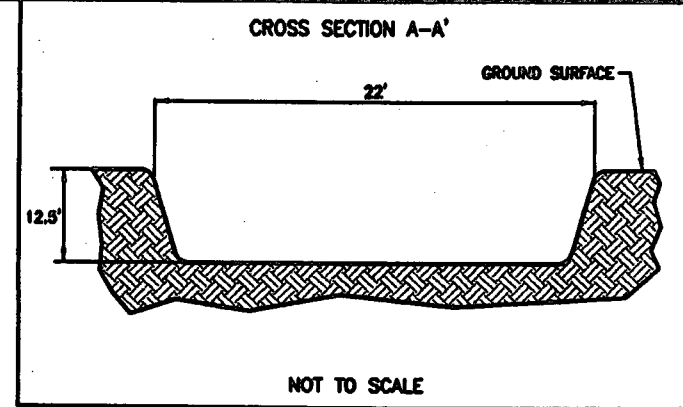 CROSS SECTION A-A'
GROUND SURFACE
22'
12.5'
NOT TO SCALE